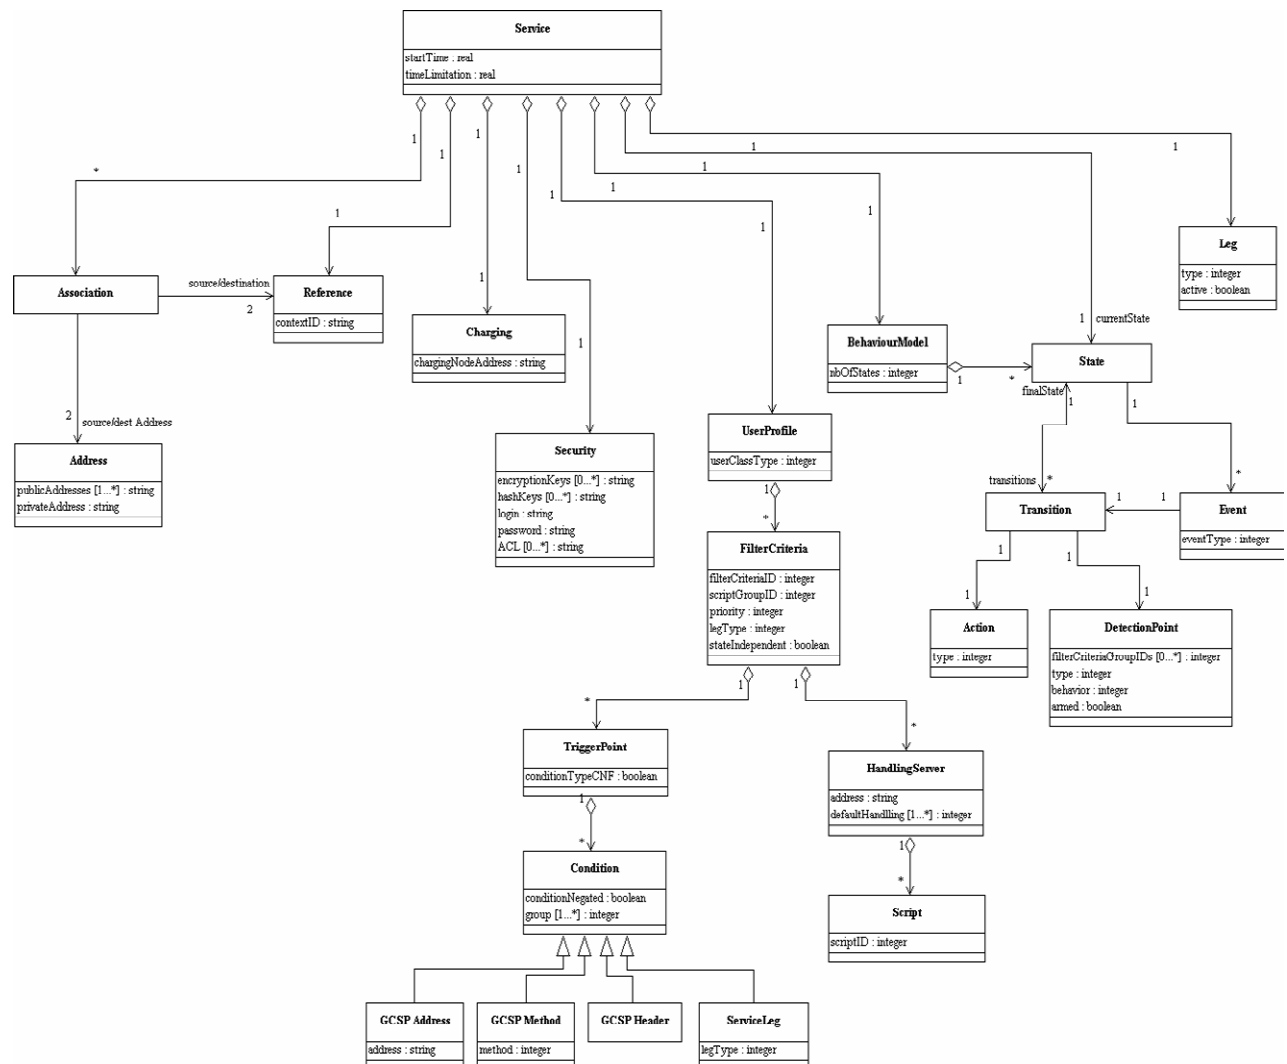 Service
startTime : real
timeLimitation : real
1
1
1
1
1
1
1
1
*
1
1
1
1
1
1
1
Leg
type : integer
active : boolean
Association
source/destination
2
Reference
contextID : string
Charging
chargingNodeAddress : string
BehaviourModel
nbOfStates : integer
1
*
currentState
State
finalState
1
1
2
source/dest Address
Address
publicAddresses [1...*] : string
privateAddress : string
Security
encryptionKeys [0...*] : string
hashKeys [0...*] : string
login : string
password : string
ACL [0...*] : string
UserProfile
userClassType : integer
1
*
transitions
*
*
Transition
1
1
Event
eventType : integer
FilterCriteria
filterCriteriaID : integer
scriptGroupID : integer
priority : integer
legType : integer
stateIndependent : boolean
1
1
1
1
Action
type : integer
DetectionPoint
filterCriteriaGroupIDs [0...*] : integer
type : integer
behavior : integer
armed : boolean
1
1
*
*
TriggerPoint
conditionTypeCNF : boolean
HandlingServer
address : string
defaultHandlling [1...*] : integer
1
*
1
*
Condition
conditionNegated : boolean
group [1...*] : integer
Script
scriptID : integer
GCSP Address
address : string
GCSP Method
method : integer
GCSP Header
ServiceLeg
legType : integer